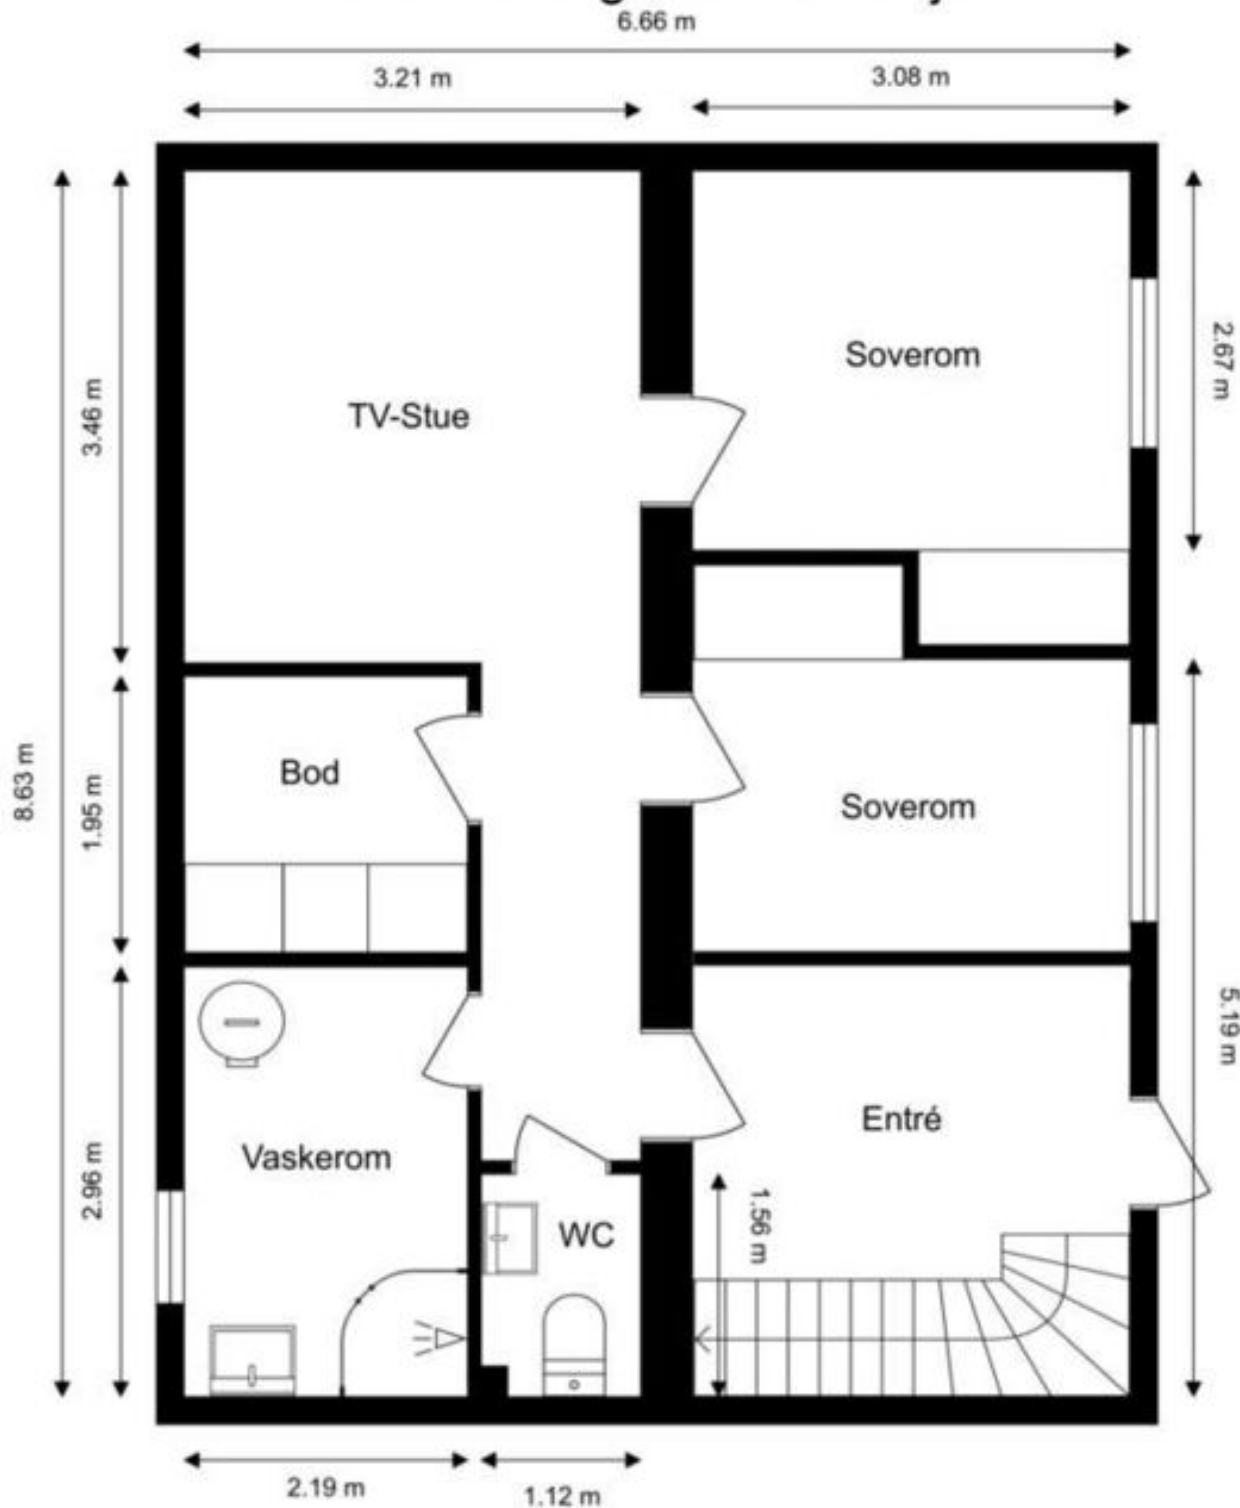 6.66 m
3.21 m
3.08 m
2.67 m
Soverom
3.46 m
TV-Stue
Bod
8.63 m
1.95 m
Soverom
5.19 m
Entré
Vaskerom
2.96 m
1.56 m
WC
2.19 m
1.12 m